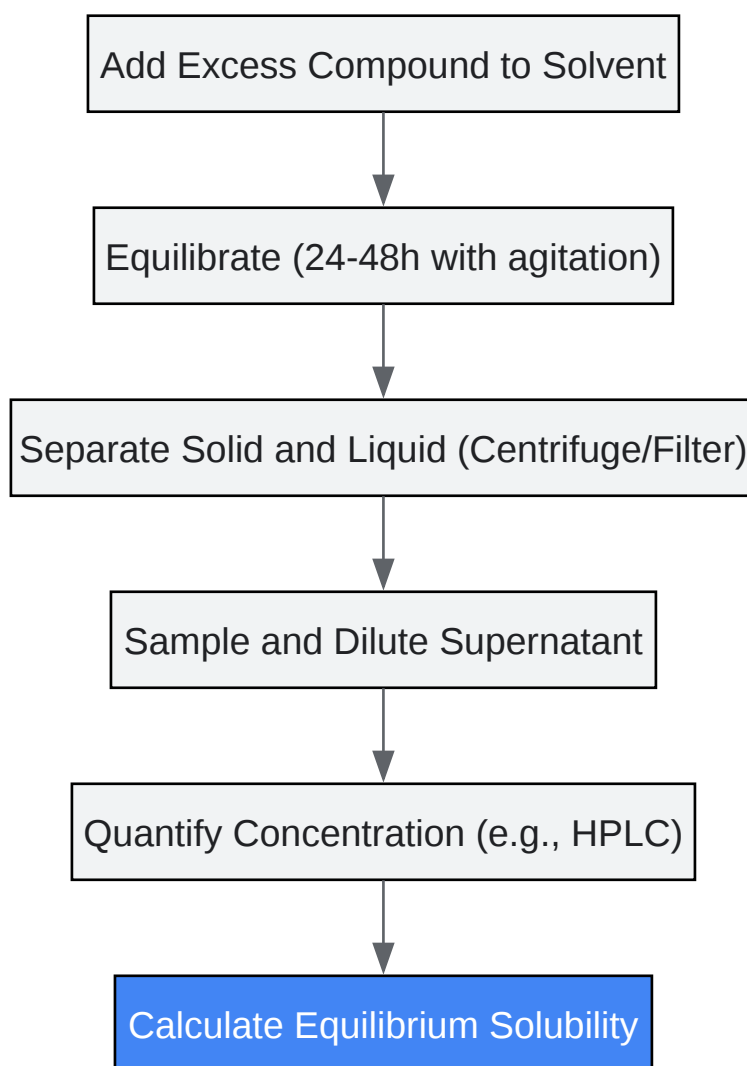 Add Excess Compound to Solvent
Equilibrate (24-48h with agitation)
Separate Solid and Liquid (Centrifuge/Filter)
Sample and Dilute Supernatant
Quantify Concentration (e.g., HPLC)
Calculate Equilibrium Solubility